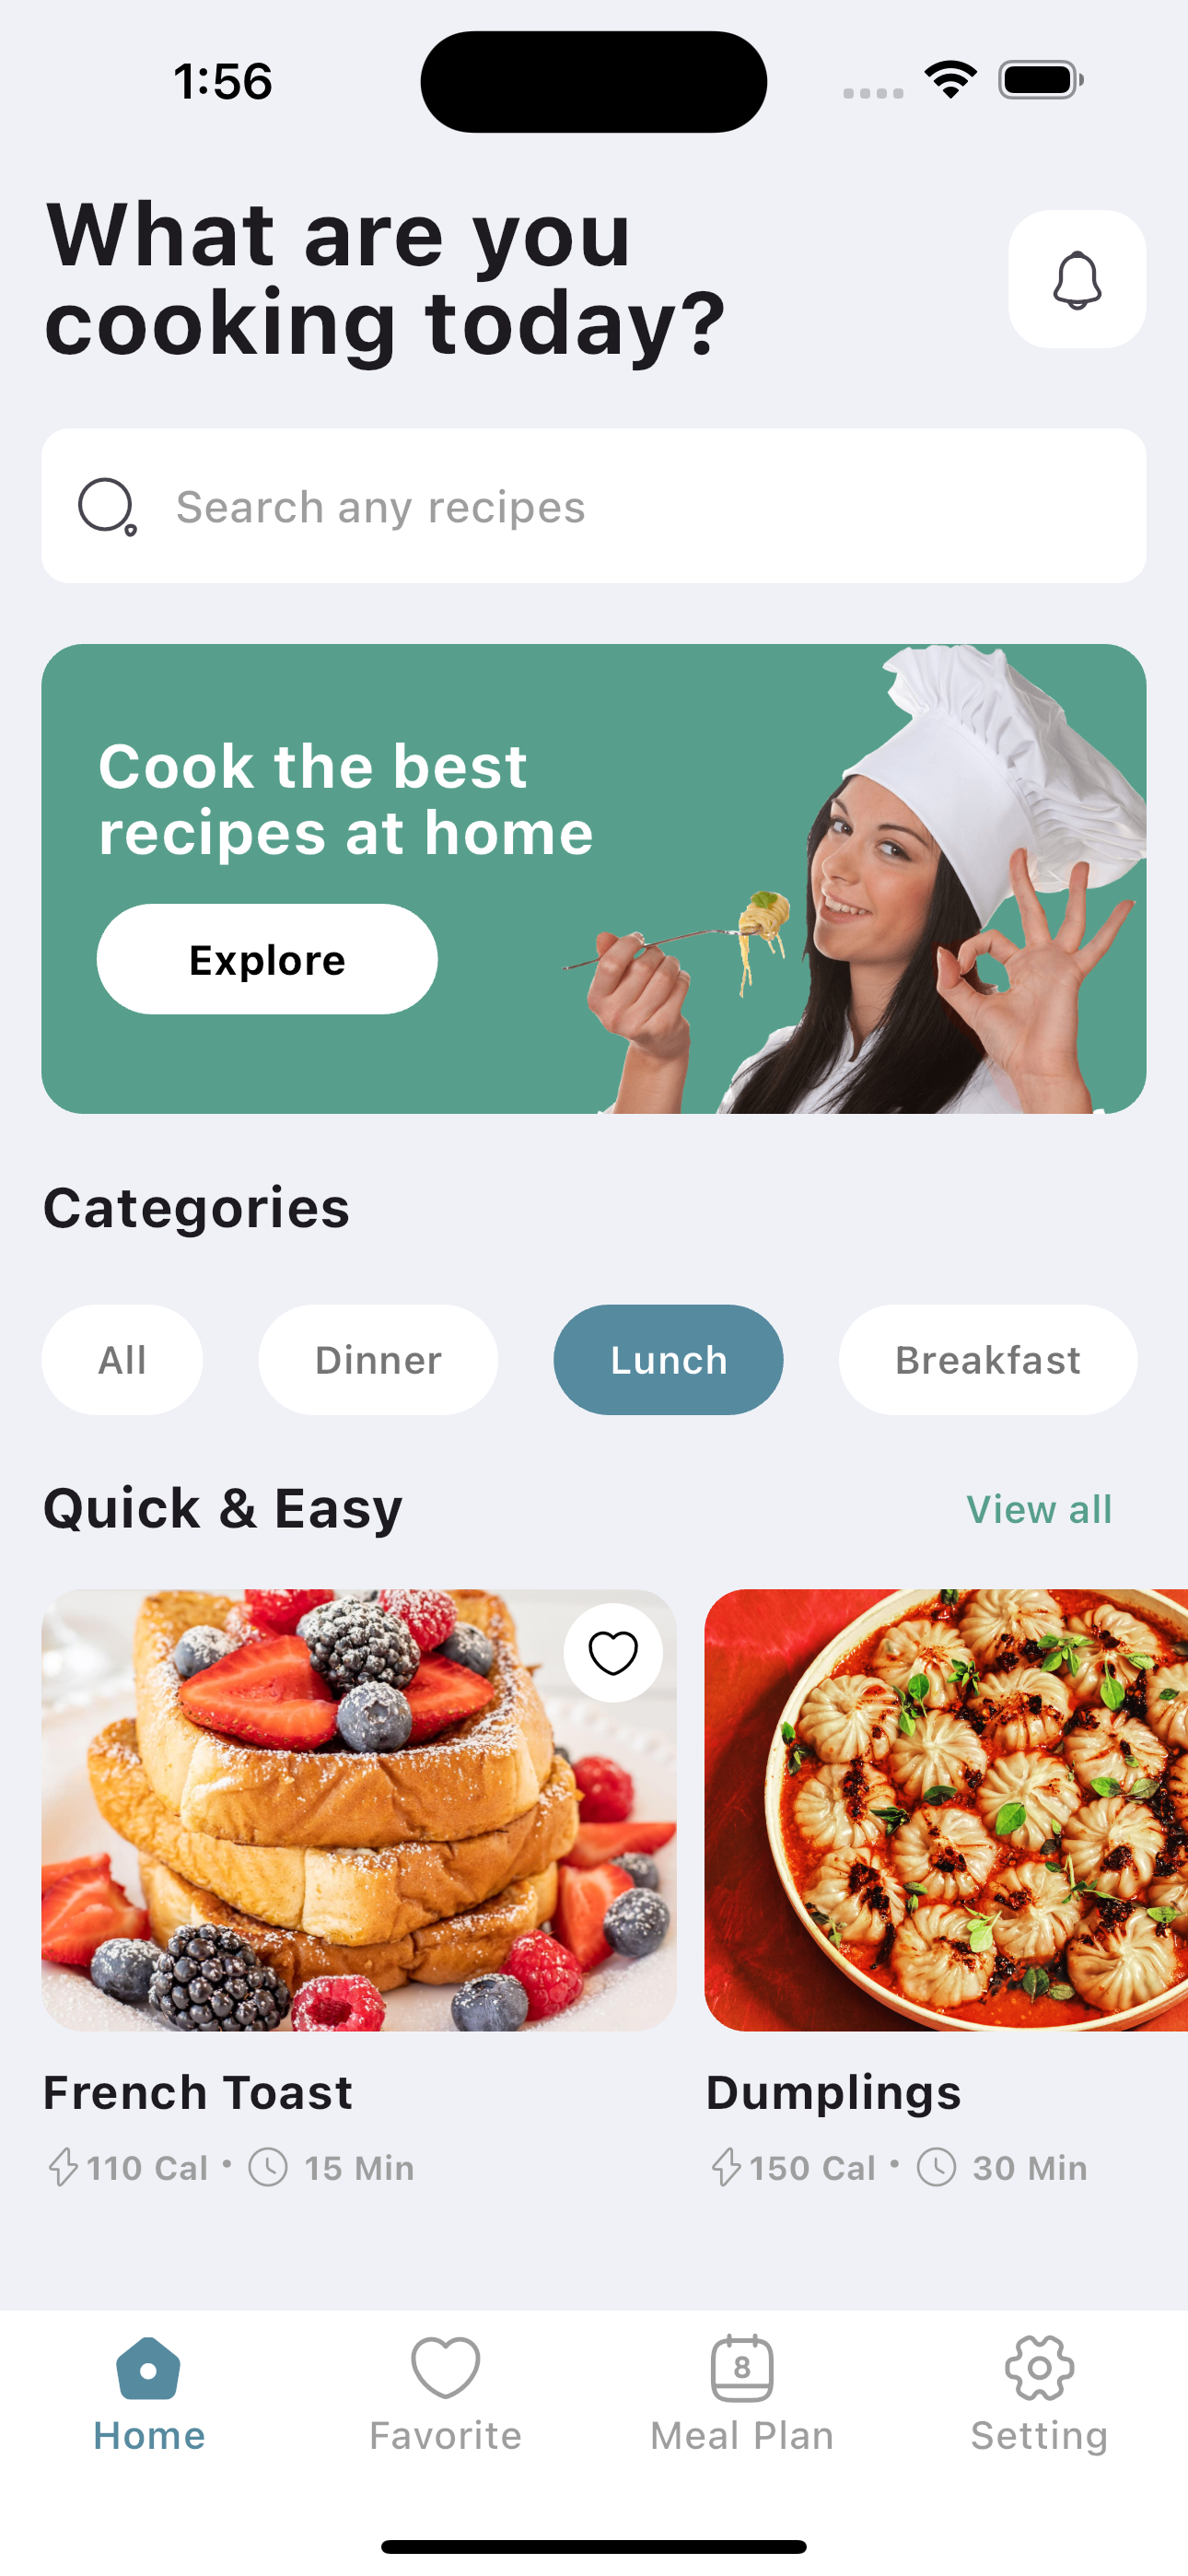 1:56
What are you
cooking today?
Search any recipes
Cook the best
recipes at home
Explore
Categories
All Dinner Lunch Breakfast
Quick & Easy View all
French Toast Dumplings
110 Cal • 15 Min 150 Cal • 30 Min
8
Home Favorite Meal Plan Setting